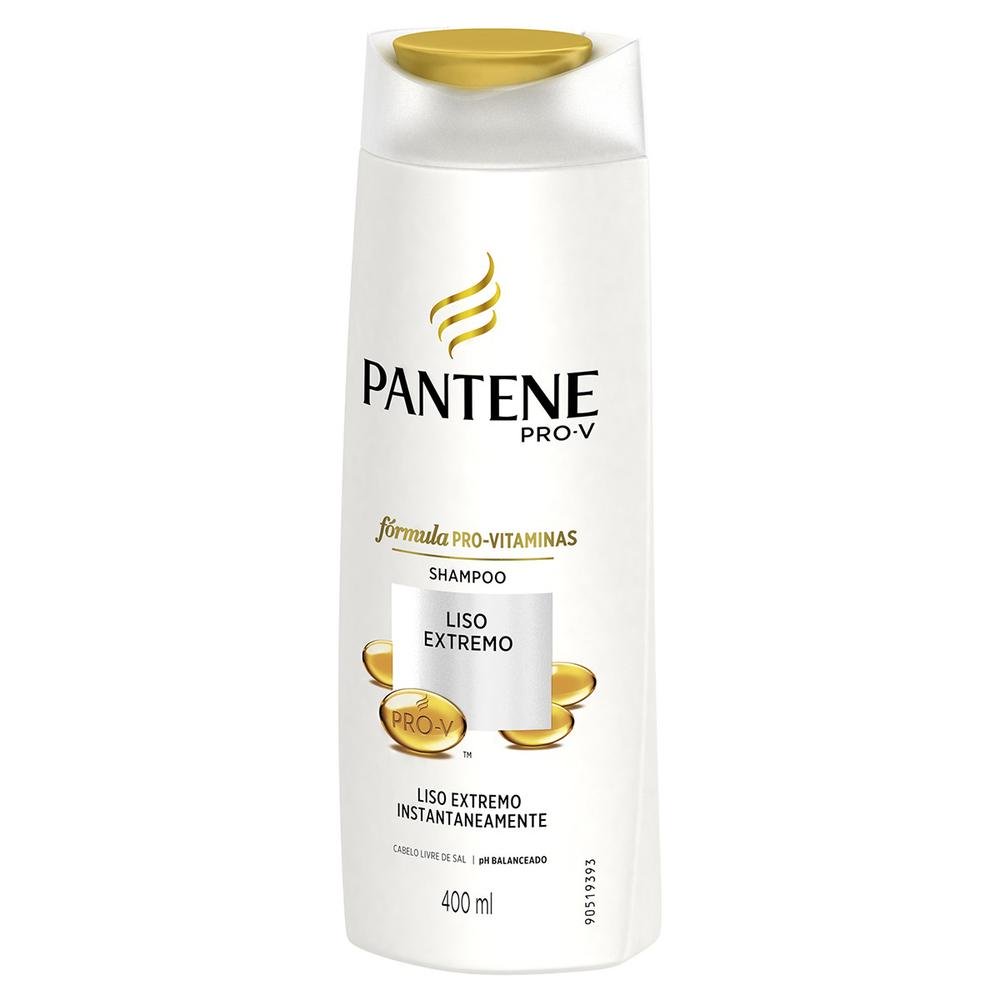 PANTENE
PRO-V
fórmula PRO-VITAMINAS
SHAMPOO
LISO
EXTREMO
PRO-V
TM
LISO EXTREMO
INSTANTANEAMENTE
CABELO LIVRE DE SAL | pH BALANCEADO
400 ml
90519393